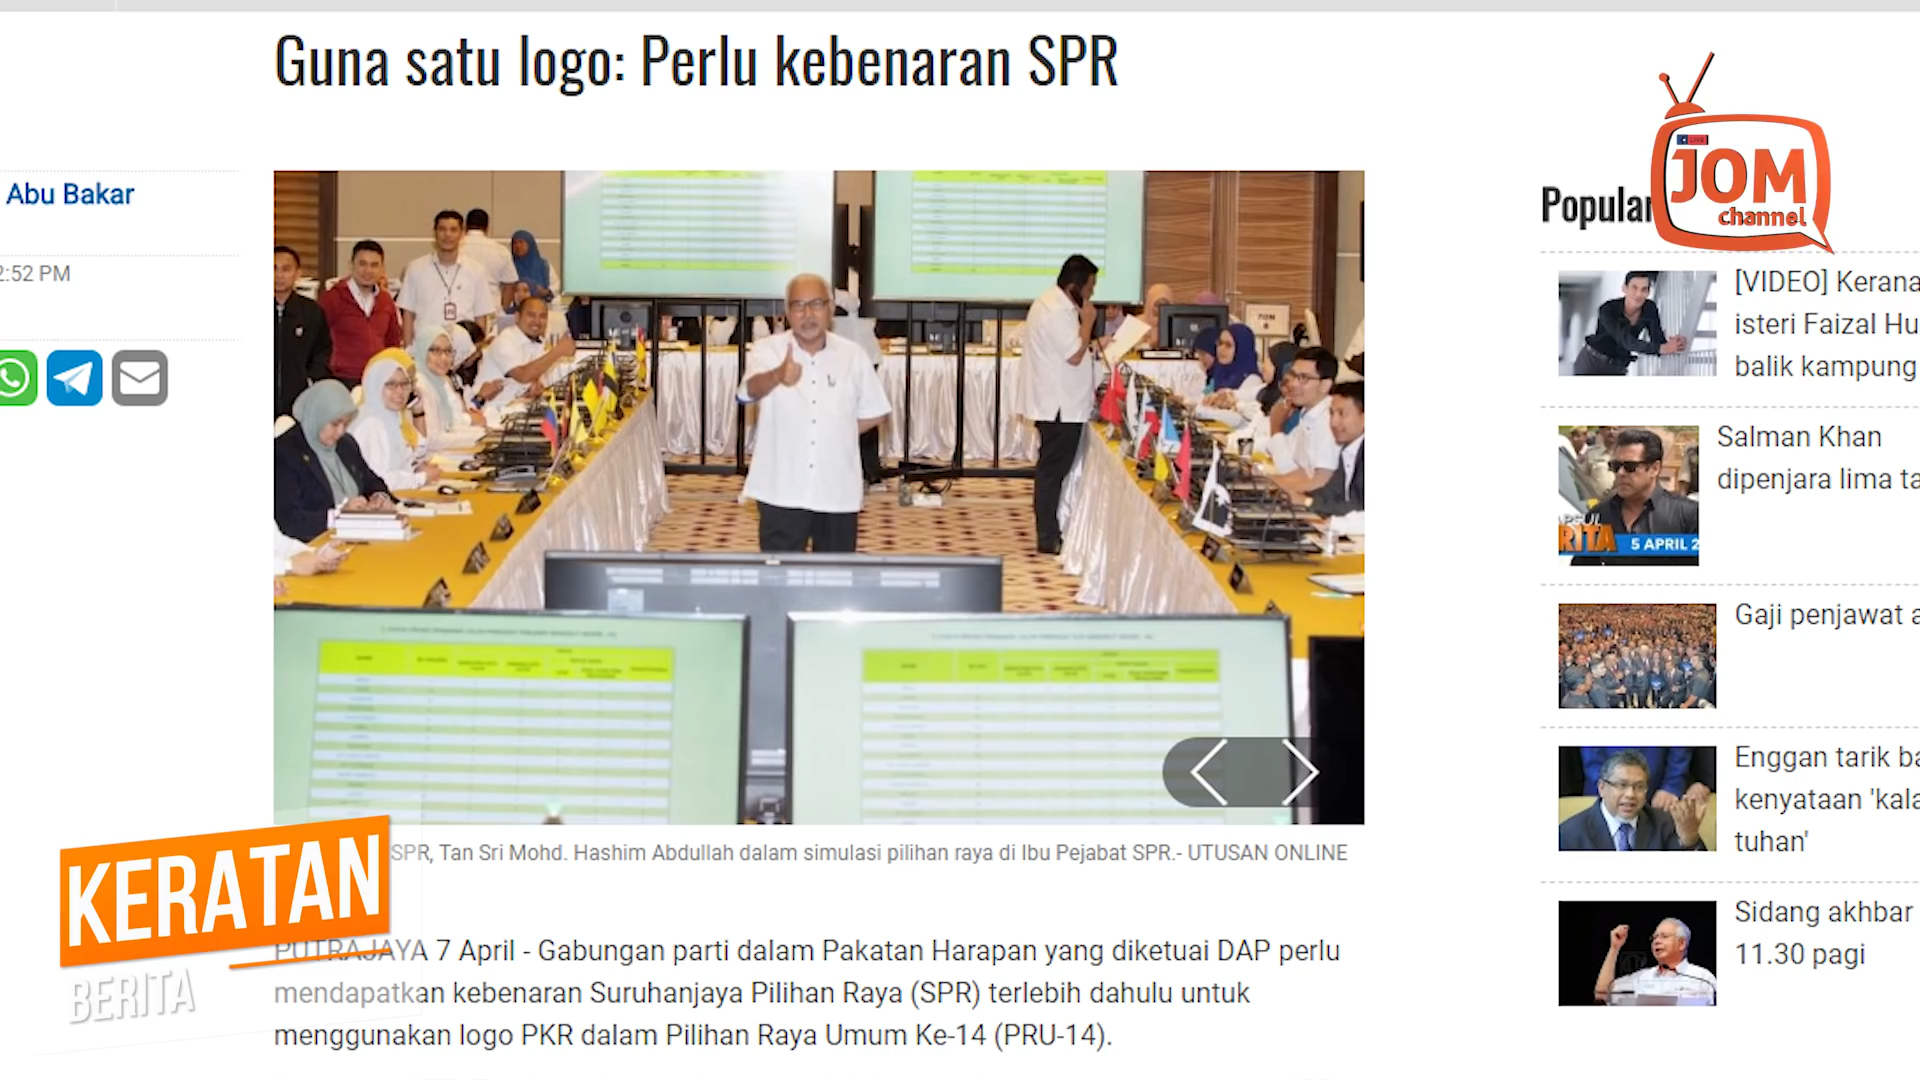 Guna satu logo: Perlu kebenaran SPR
Abu Bakar
2:52 PM
SPR, Tan Sri Mohd. Hashim Abdullah dalam simulasi pilihan raya di Ibu Pejabat SPR.- UTUSAN ONLINE
PUTRAJAYA 7 April - Gabungan parti dalam Pakatan Harapan yang diketuai DAP perlu
mendapatkan kebenaran Suruhanjaya Pilihan Raya (SPR) terlebih dahulu untuk
menggunakan logo PKR dalam Pilihan Raya Umum Ke-14 (PRU-14).
KERATAN
BERITA
JOM
channel
Popular
[VIDEO] Kerana
isteri Faizal Hu
balik kampung
Salman Khan
dipenjara lima ta
RITA 5 APRIL 2
Gaji penjawat a
Enggan tarik ba
kenyataan 'kala
tuhan'
Sidang akhbar
11.30 pagi